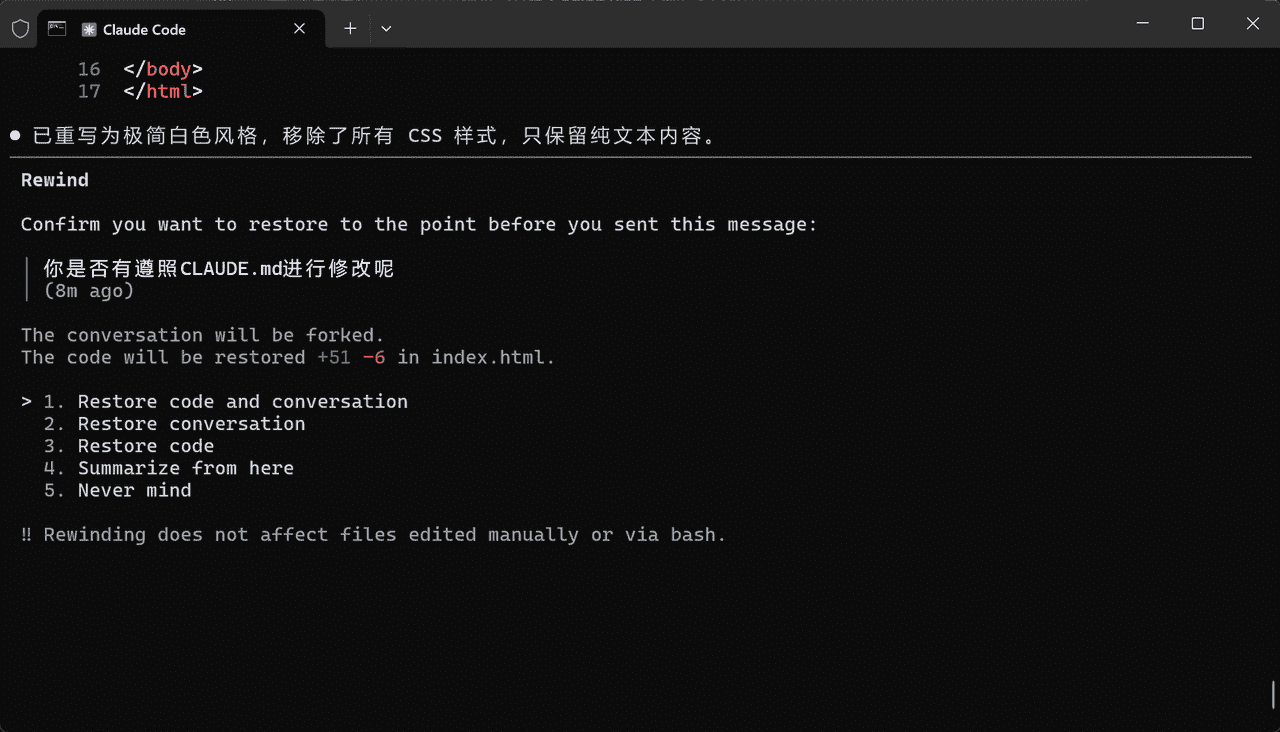 Claude Code
16 </body>
17 </html>
● 已重写为极简白色风格，移除了所有 CSS 样式，只保留纯文本内容。
Rewind
Confirm you want to restore to the point before you sent this message:
你是否有遵照CLAUDE.md进行修改呢
(8m ago)
The conversation will be forked.
The code will be restored +51 -6 in index.html.
> 1. Restore code and conversation
2. Restore conversation
3. Restore code
4. Summarize from here
5. Never mind
‼ Rewinding does not affect files edited manually or via bash.